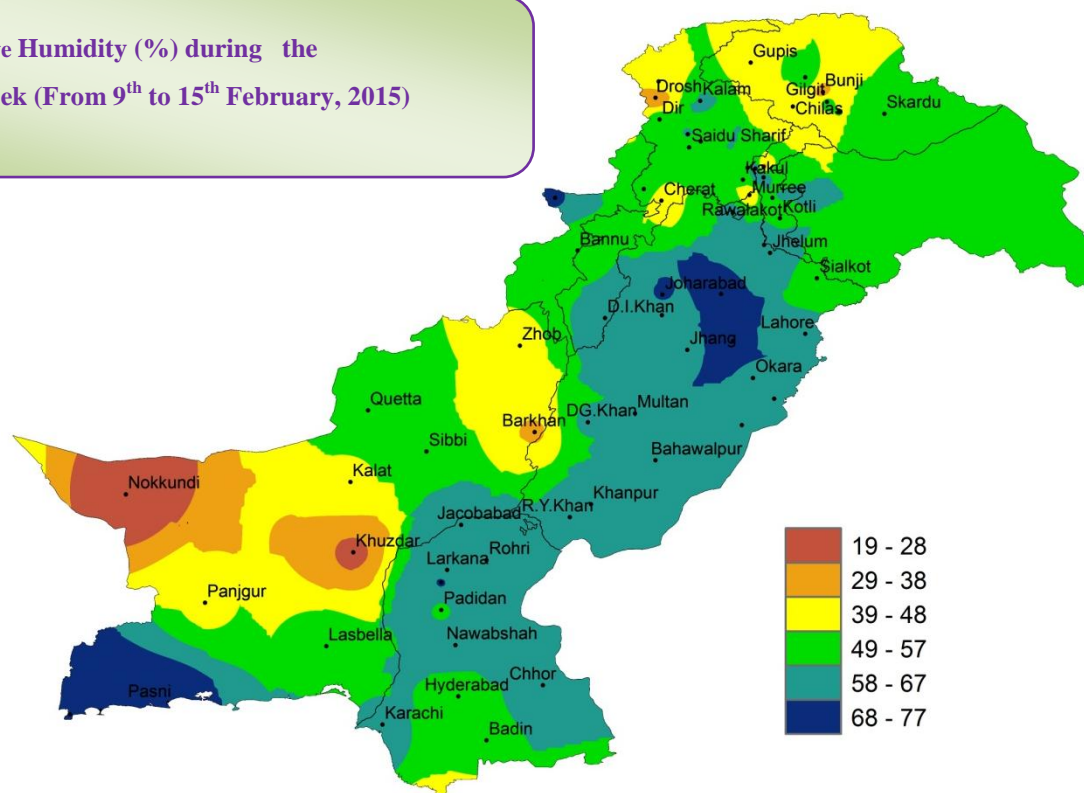 ve Humidity (%) during the
eek (From 9th to 15th February, 2015)
Gupis
Drosh
Kalam
Gilgit
Bunji
Dir
Chilas
Skardu
Saidu Sharif
Kakul
Cherat
Murree
Rawalakot
Kotli
Bannu
Jhelum
Sialkot
Joharabad
D.I.Khan
Lahore
Zhob
Jhang
Okara
Quetta
DG.Khan
Multan
Barkhan
Sibbi
Bahawalpur
Kalat
Nokkundi
Khanpur
R.Y.Khan
Jacobabad
Khuzdar
Rohri
Larkana
Panjgur
Padidan
Lasbella
Nawabshah
Chhor
Pasni
Hyderabad
Karachi
Badin
19 - 28
29 - 38
39 - 48
49 - 57
58 - 67
68 - 77